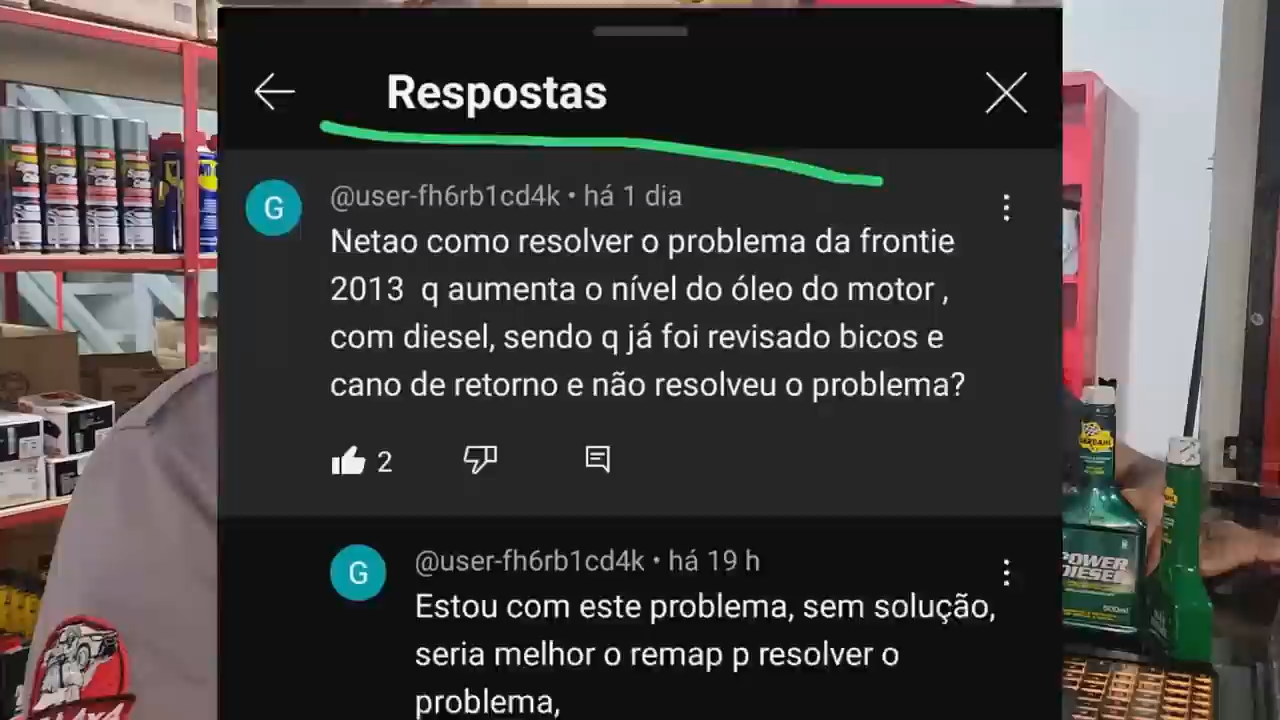 Respostas
@user-fh6rb1cd4k • há 1 dia
Netao como resolver o problema da frontie
2013 q aumenta o nível do óleo do motor ,
com diesel, sendo q já foi revisado bicos e
cano de retorno e não resolveu o problema?
2
@user-fh6rb1cd4k • há 19 h
Estou com este problema, sem solução,
seria melhor o remap p resolver o
problema,
G
G
POWER
DIESEL
500ml